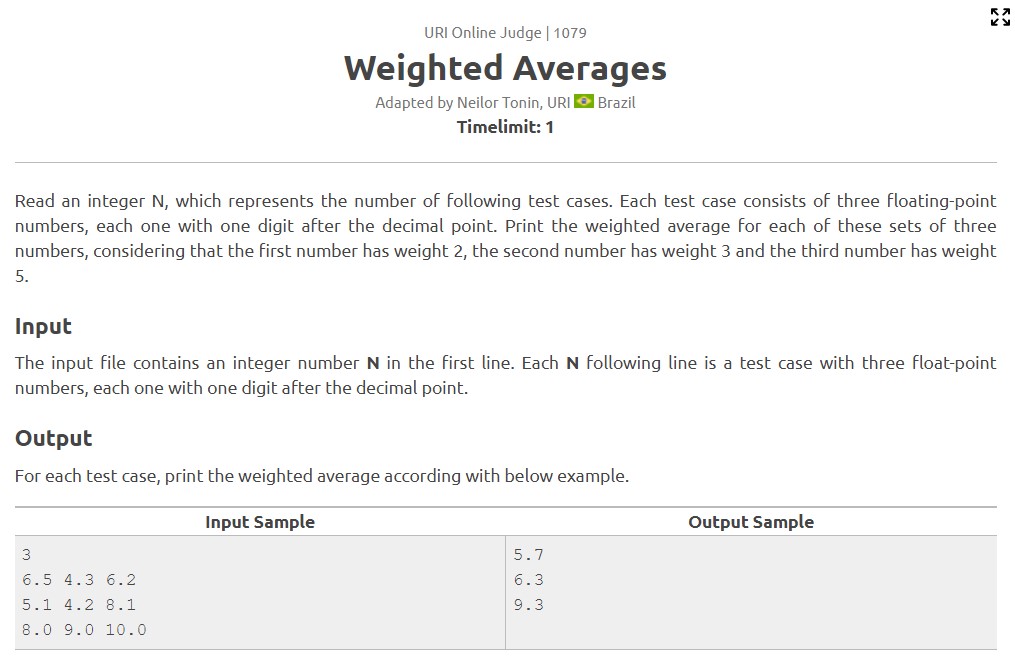 URI Online Judge | 1079
Weighted Averages
Adapted by Neilor Tonin, URI Brazil
Timelimit: 1
Read an integer N, which represents the number of following test cases. Each test case consists of three floating-point
numbers, each one with one digit after the decimal point. Print the weighted average for each of these sets of three
numbers, considering that the first number has weight 2, the second number has weight 3 and the third number has weight
5.
Input
The input file contains an integer number N in the first line. Each N following line is a test case with three float-point
numbers, each one with one digit after the decimal point.
Output
For each test case, print the weighted average according with below example.
Input Sample
Output Sample
3
6.5 4.3 6.2
5.1 4.2 8.1
8.0 9.0 10.0
5.7
6.3
9.3